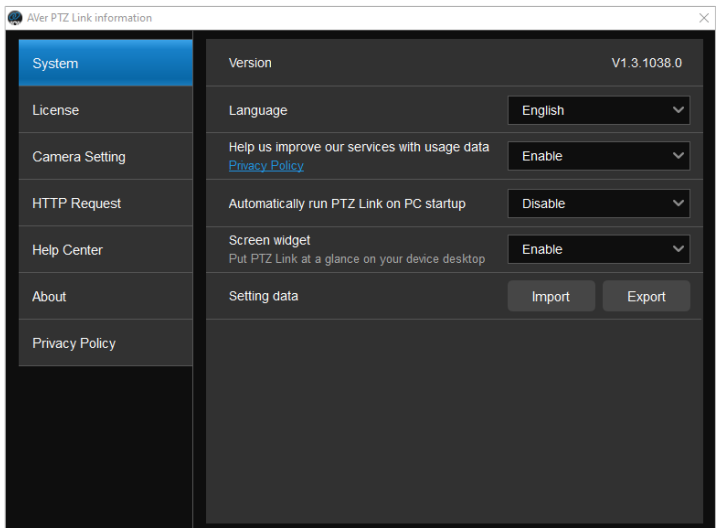 AVer PTZ Link information
System
License
Camera Setting
HTTP Request
Help Center
About
Privacy Policy
Version V1.3.1038.0
Language English
Help us improve our services with usage data
Privacy Policy
Enable
Automatically run PTZ Link on PC startup Disable
Screen widget
Put PTZ Link at a glance on your device desktop
Enable
Setting data Import Export